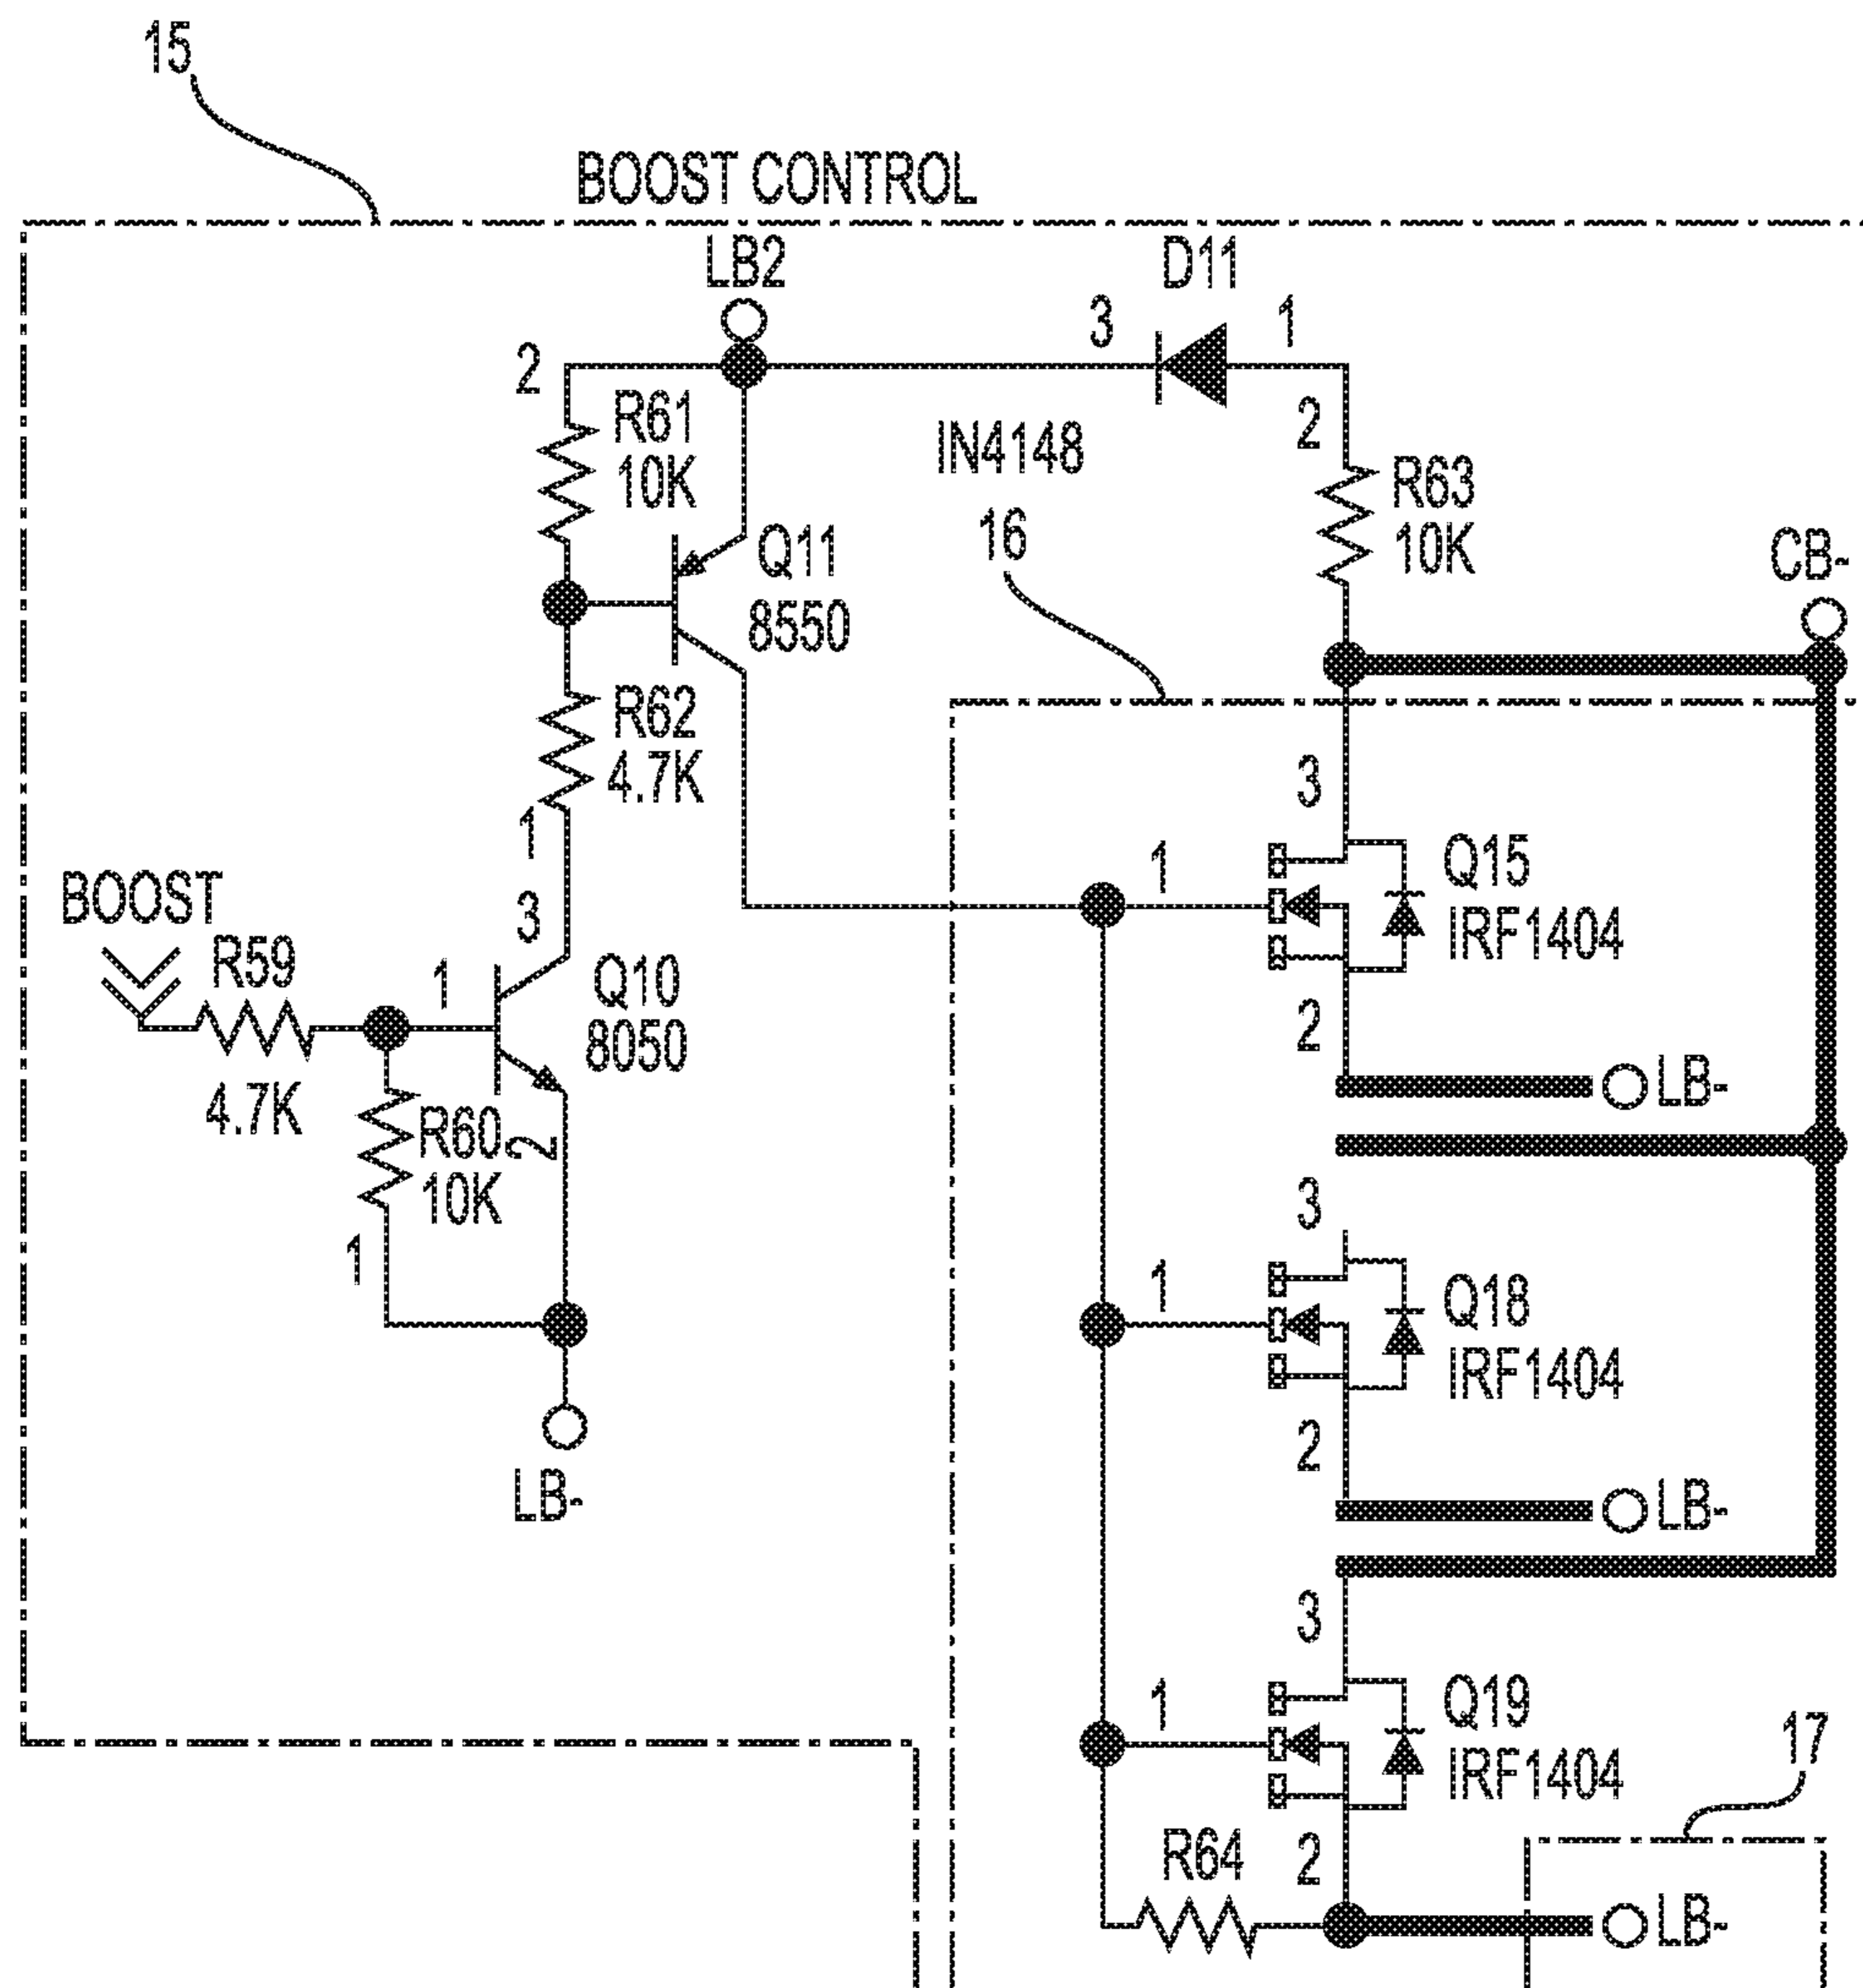 15
BOOST CONTROL
LB2
D11
2
3
1
R61
10K
IN4148
2
R63
10K
16
Q11
8550
CB-
R62
4.7K
1
3
3
BOOST
R59
4.7K
1
Q10
8050
R60
10K
2
1
LB-
1
Q15
IRF1404
2
LB-
3
1
Q18
IRF1404
2
LB-
3
1
Q19
IRF1404
17
R64
2
LB-